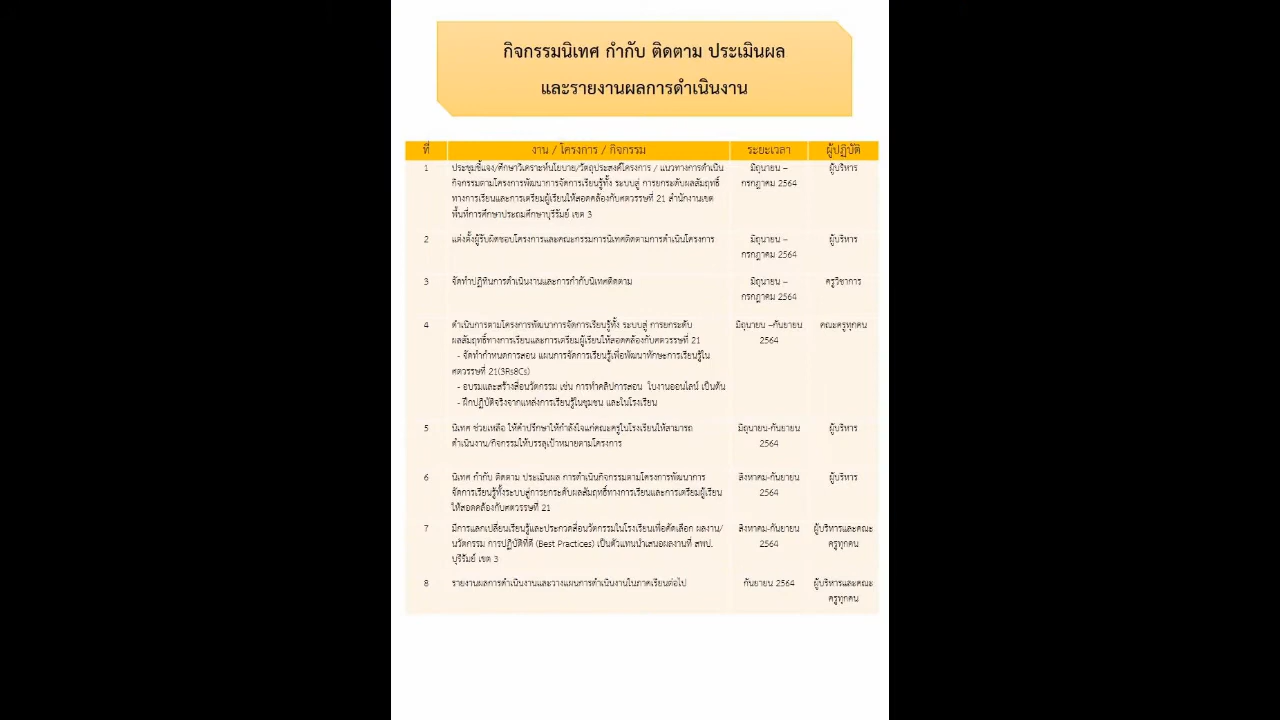 กิจกรรมนิเทศ กำกับ ติดตาม ประเมินผล
และรายงานผลการดำเนินงาน
ที่ งาน / โครงการ / กิจกรรม ระยะเวลา ผู้ปฏิบัติ
1 ประชุมชี้แจง/ศึกษาวิเคราะห์นโยบาย/วัตถุประสงค์โครงการ / แนวทางการดำเนิน มิถุนายน – ผู้บริหาร
กิจกรรมตามโครงการพัฒนาการจัดการเรียนรู้ทั้ง ระบบสู่ การยกระดับผลสัมฤทธิ์ กรกฎาคม 2564
ทางการเรียนและการเตรียมผู้เรียนให้สอดคล้องกับศตวรรษที่ 21 สำนักงานเขต
พื้นที่การศึกษาประถมศึกษาบุรีรัมย์ เขต 3
2 แต่งตั้งผู้รับผิดชอบโครงการและคณะกรรมการนิเทศติดตามการดำเนินโครงการ มิถุนายน – ผู้บริหาร
กรกฎาคม 2564
3 จัดทำปฏิทินการดำเนินงานและการกำกับนิเทศติดตาม มิถุนายน – ครูวิชาการ
กรกฎาคม 2564
4 ดำเนินการตามโครงการพัฒนาการจัดการเรียนรู้ทั้ง ระบบสู่ การยกระดับ มิถุนายน –กันยายน คณะครูทุกคน
ผลสัมฤทธิ์ทางการเรียนและการเตรียมผู้เรียนให้สอดคล้องกับศตวรรษที่ 21 2564
- จัดทำกำหนดการสอน แผนการจัดการเรียนรู้เพื่อพัฒนาทักษะการเรียนรู้ใน
ศตวรรษที่ 21(3Rs8Cs)
- อบรมและสร้างสื่อนวัตกรรม เช่น การทำคลิปการสอน ใบงานออนไลน์ เป็นต้น
- ฝึกปฏิบัติจริงจากแหล่งการเรียนรู้ในชุมชน และในโรงเรียน
5 นิเทศ ช่วยเหลือ ให้คำปรึกษาให้กำลังใจแก่คณะครูในโรงเรียนให้สามารถ มิถุนายน-กันยายน ผู้บริหาร
ดำเนินงาน/กิจกรรมให้บรรลุเป้าหมายตามโครงการ 2564
6 นิเทศ กำกับ ติดตาม ประเมินผล การดำเนินกิจกรรมตามโครงการพัฒนาการ สิงหาคม-กันยายน ผู้บริหาร
จัดการเรียนรู้ทั้งระบบสู่การยกระดับผลสัมฤทธิ์ทางการเรียนและการเตรียมผู้เรียน 2564
ให้สอดคล้องกับศตวรรษที่ 21
7 มีการแลกเปลี่ยนเรียนรู้และประกวดสื่อนวัตกรรมในโรงเรียนเพื่อคัดเลือก ผลงาน/ สิงหาคม-กันยายน ผู้บริหารและคณะ
นวัตกรรม การปฏิบัติที่ดี (Best Practices) เป็นตัวแทนนำเสนอผลงานที่ สพป. 2564 ครูทุกคน
บุรีรัมย์ เขต 3
8 รายงานผลการดำเนินงานและวางแผนการดำเนินงานในภาคเรียนต่อไป กันยายน 2564 ผู้บริหารและคณะ
ครูทุกคน